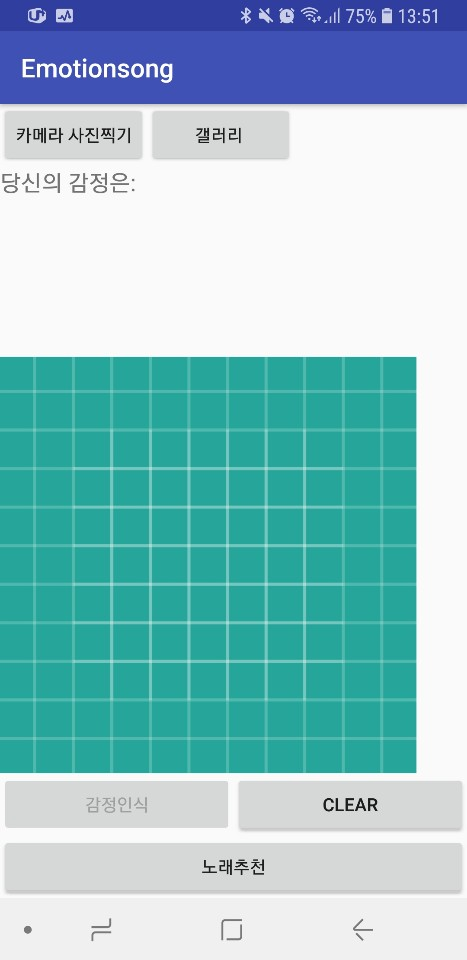 75% 13:51
Emotionsong
카메라 사진찍기 갤러리
당신의 감정은:
감정인식 CLEAR
노래추천